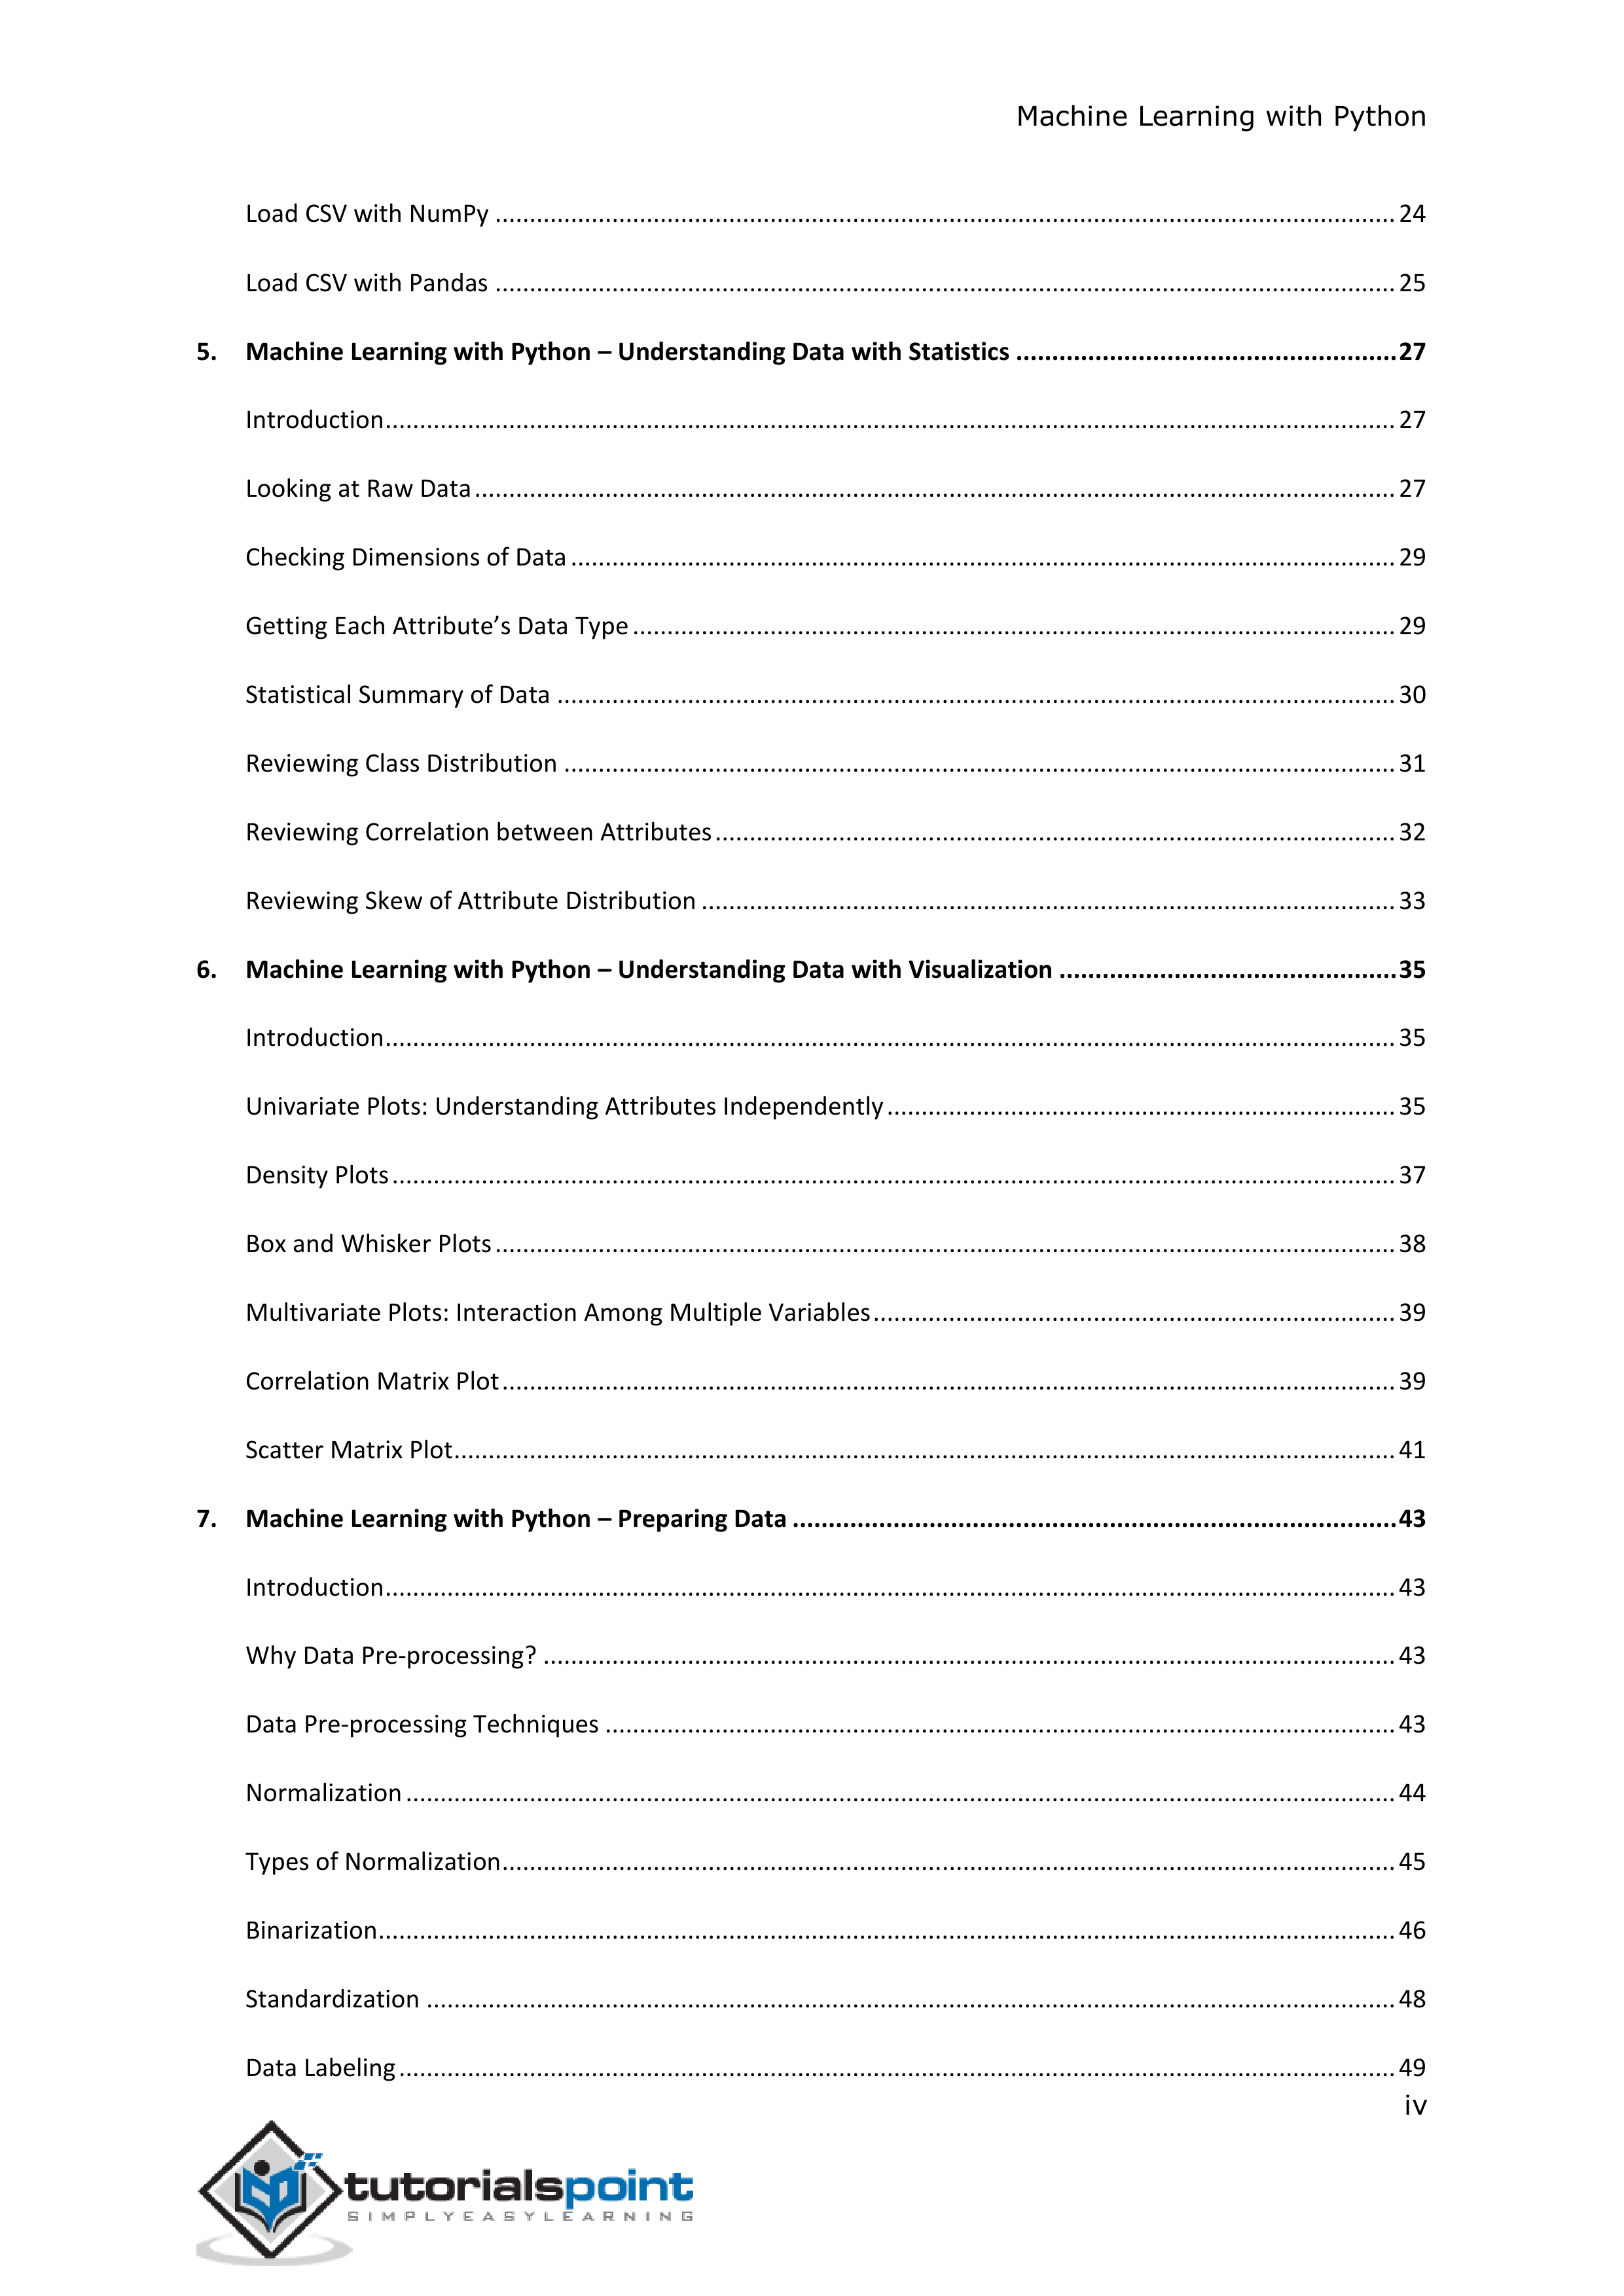 Machine Learning with Python
Load CSV with NumPy ........................................ 24
Load CSV with Pandas ........................................ 25
5. Machine Learning with Python – Understanding Data with Statistics ........................................ 27
Introduction ........................................ 27
Looking at Raw Data ........................................ 27
Checking Dimensions of Data ........................................ 29
Getting Each Attribute’s Data Type ........................................ 29
Statistical Summary of Data ........................................ 30
Reviewing Class Distribution ........................................ 31
Reviewing Correlation between Attributes ........................................ 32
Reviewing Skew of Attribute Distribution ........................................ 33
6. Machine Learning with Python – Understanding Data with Visualization ........................................ 35
Introduction ........................................ 35
Univariate Plots: Understanding Attributes Independently ........................................ 35
Density Plots ........................................ 37
Box and Whisker Plots ........................................ 38
Multivariate Plots: Interaction Among Multiple Variables ........................................ 39
Correlation Matrix Plot ........................................ 39
Scatter Matrix Plot ........................................ 41
7. Machine Learning with Python – Preparing Data ........................................ 43
Introduction ........................................ 43
Why Data Pre-processing? ........................................ 43
Data Pre-processing Techniques ........................................ 43
Normalization ........................................ 44
Types of Normalization ........................................ 45
Binarization ........................................ 46
Standardization ........................................ 48
Data Labeling ........................................ 49
iv
tutorialspoint
SIMPLYEASYLEARNING